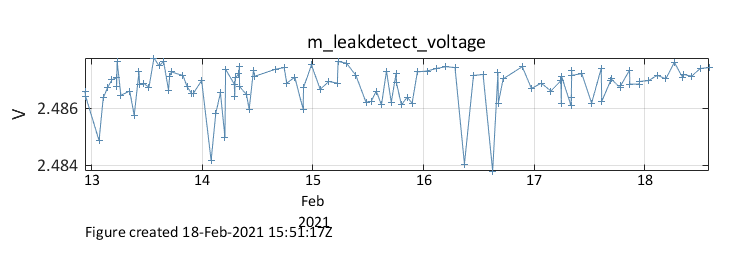 m_leakdetect_voltage
V
2.486
2.484
13 14 15 16 17 18
Feb
2021
Figure created 18-Feb-2021 15:51:17Z